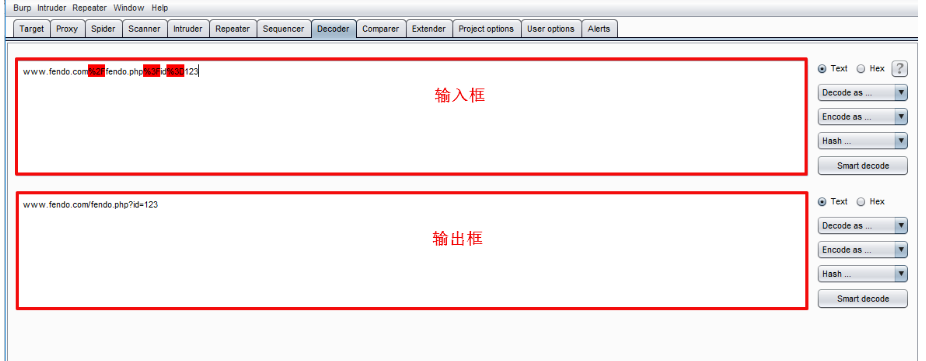 Burp Intruder Repeater Window Help
Target Proxy Spider Scanner Intruder Repeater Sequencer Decoder Comparer Extender Project options User options Alerts
www.fendo.com%2Ffendo.php%3Fid%3D123
输入框
Text Hex ?
Decode as ...
Encode as ...
Hash ...
Smart decode
www.fendo.com/fendo.php?id=123
输出框
Text Hex
Decode as ...
Encode as ...
Hash ...
Smart decode